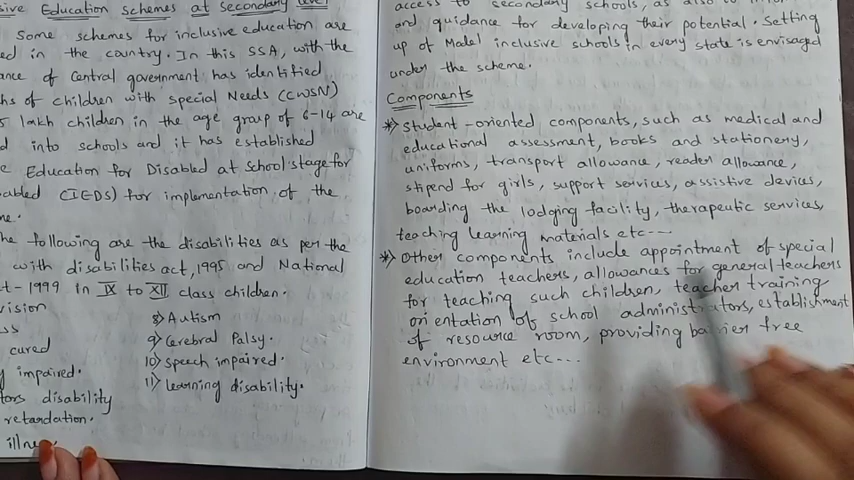 sive Education schemes at Secondary level
Some schemes for inclusive education are
ed in the country. In this SSA, with the
ance of Central government has identified
hs of children with special Needs (CWSN)
5 lakh children in the age group of 6-14 are
d into schools and it has established
e Education for Disabled at School stage for
abled (IEDS) for implementation of the
me.
he following are the disabilities as per the
with disabilities act, 1995 and National
t-1999 in IX to XII class children.
vision
ss
cured
y impaired.
tors disability
retardation.
illness.
8) Autism
9) Cerebral Palsy.
10) Speech impaired.
11) learning disability.
access to secondary schools, as also to
and guidance for developing their potential. Setting
up of Model inclusive schools in every state is envisaged
under the scheme.
Components
*) Student-oriented components, such as medical and
educational assessment, books and stationery,
uniforms, transport allowance, reader allowance,
stipend for girls, support services, assistive devices,
boarding the lodging facility, therapeutic services,
teaching learning materials etc----
*) Other components include appointment of special
education teachers, allowances for general teachers
for teaching such children, teacher training
orientation of school administrators, establishment
of resource room, providing barrier free
environment etc---